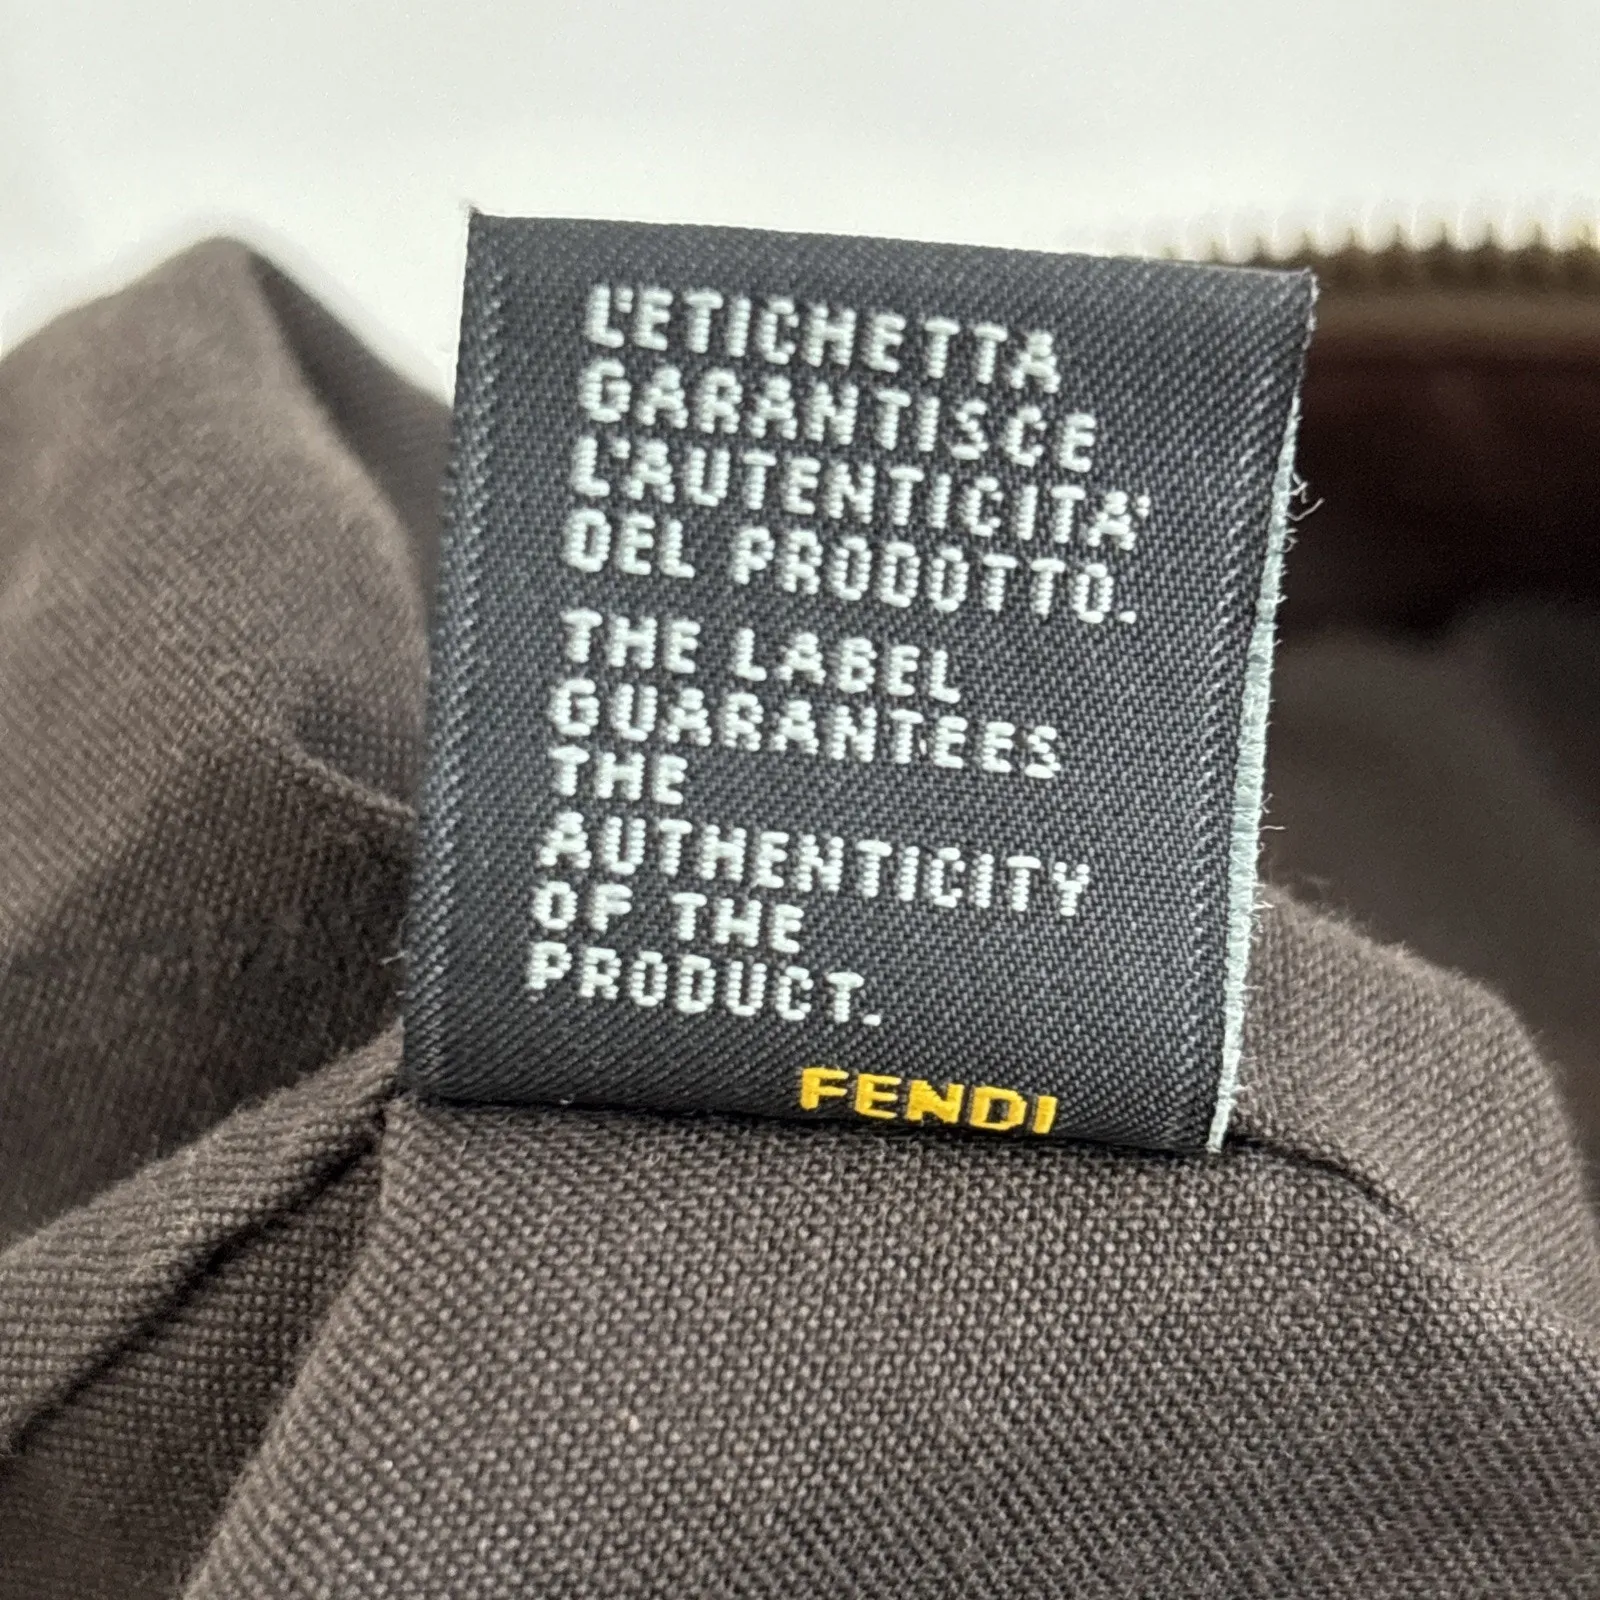 L'ETICHETTA
GARANTISCE
L'AUTENTICITA'
DEL PRODOTTO.
THE LABEL
GUARANTEES
THE
AUTHENTICITY
OF THE
PRODUCT.
FENDI